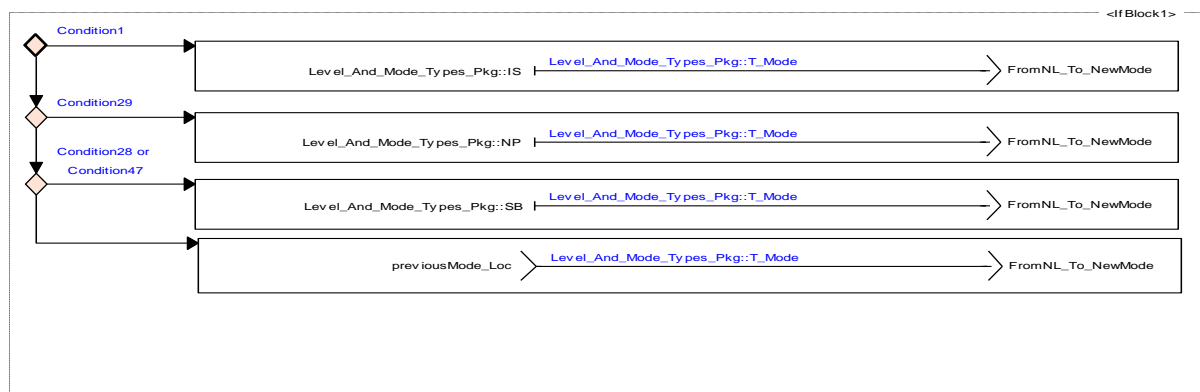 <IfBlock1>
Condition1
Level_And_Mode_Types_Pkg::IS
Level_And_Mode_Types_Pkg::T_Mode
FromNL_To_NewMode
Condition29
Level_And_Mode_Types_Pkg::NP
Level_And_Mode_Types_Pkg::T_Mode
FromNL_To_NewMode
Condition28 or
Condition47
Level_And_Mode_Types_Pkg::SB
Level_And_Mode_Types_Pkg::T_Mode
FromNL_To_NewMode
previousMode_Loc
Level_And_Mode_Types_Pkg::T_Mode
FromNL_To_NewMode